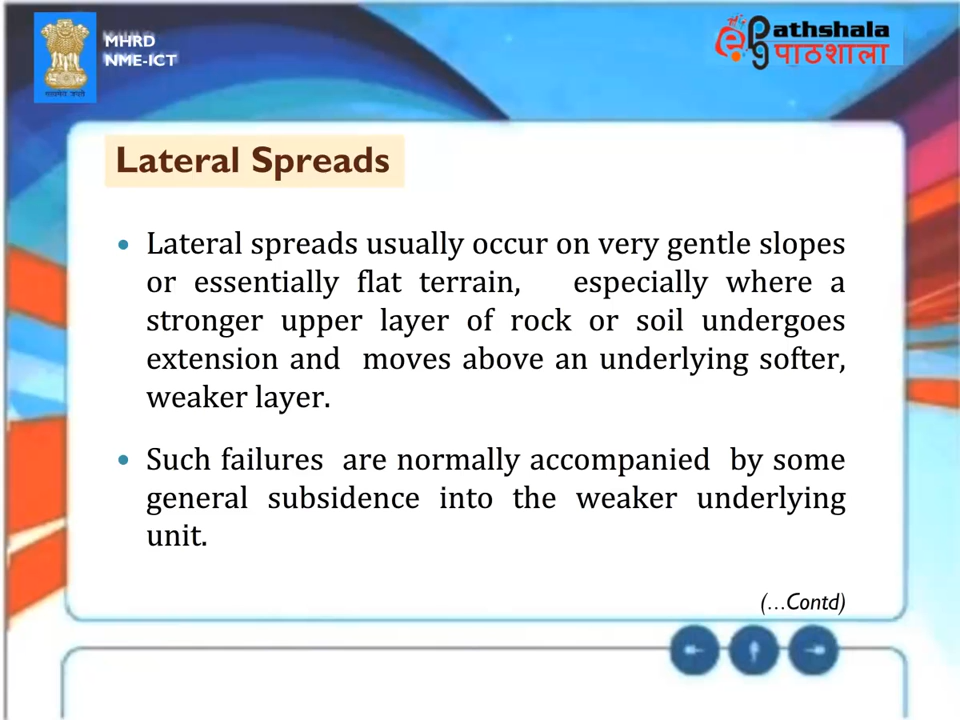 MHRD
NME-ICT
Pathshala
पाठशाला
Lateral Spreads
• Lateral spreads usually occur on very gentle slopes
or essentially flat terrain, especially where a
stronger upper layer of rock or soil undergoes
extension and moves above an underlying softer,
weaker layer.
• Such failures are normally accompanied by some
general subsidence into the weaker underlying
unit.
(...Contd)